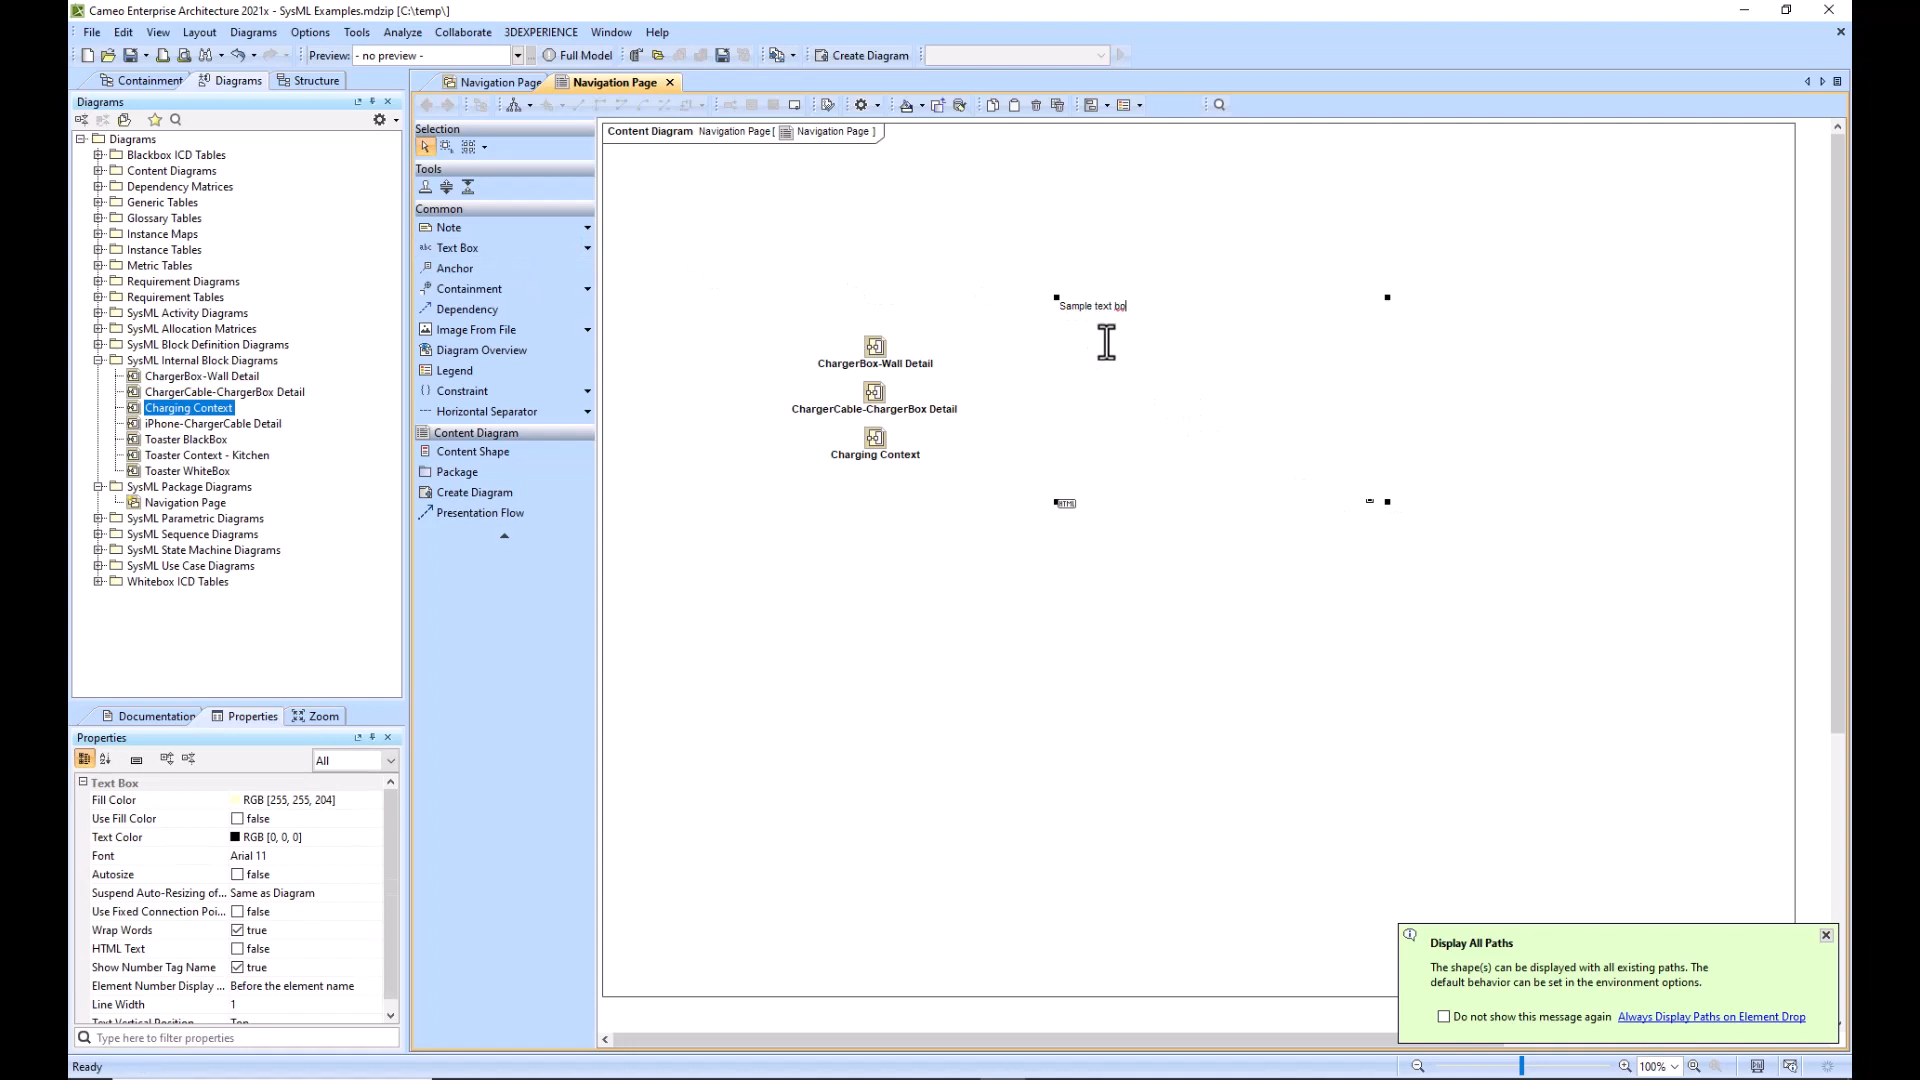 Cameo Enterprise Architecture 2021x - SysML Examples.mdzip [C:\temp\]
File Edit View Layout Diagrams Options Tools Analyze Collaborate 3DEXPERIENCE Window Help
Preview: - no preview - Full Model Create Diagram
Containment Diagrams Structure
Navigation Page Navigation Page
Diagrams
Diagrams
Blackbox ICD Tables
Content Diagrams
Dependency Matrices
Generic Tables
Glossary Tables
Instance Maps
Instance Tables
Metric Tables
Requirement Diagrams
Requirement Tables
SysML Activity Diagrams
SysML Allocation Matrices
SysML Block Definition Diagrams
SysML Internal Block Diagrams
ChargerBox-Wall Detail
ChargerCable-ChargerBox Detail
Charging Context
iPhone-ChargerCable Detail
Toaster BlackBox
Toaster Context - Kitchen
Toaster WhiteBox
SysML Package Diagrams
Navigation Page
SysML Parametric Diagrams
SysML Sequence Diagrams
SysML State Machine Diagrams
SysML Use Case Diagrams
Whitebox ICD Tables
Selection
Tools
Common
Note
abc Text Box
Anchor
Containment
Dependency
Image From File
Diagram Overview
Legend
{} Constraint
Horizontal Separator
Content Diagram
Content Shape
Package
Create Diagram
Presentation Flow
Content Diagram Navigation Page [ Navigation Page ]
Sample text bo
ChargerBox-Wall Detail
ChargerCable-ChargerBox Detail
Charging Context
HTML
Documentation Properties Zoom
Properties
All
Text Box
Fill Color RGB [255, 255, 204]
Use Fill Color false
Text Color RGB [0, 0, 0]
Font Arial 11
Autosize false
Suspend Auto-Resizing of... Same as Diagram
Use Fixed Connection Poi... false
Wrap Words true
HTML Text false
Show Number Tag Name true
Element Number Display ... Before the element name
Line Width 1
Text Vertical Position Top
Type here to filter properties
Display All Paths
The shape(s) can be displayed with all existing paths. The
default behavior can be set in the environment options.
Do not show this message again Always Display Paths on Element Drop
Ready
100%